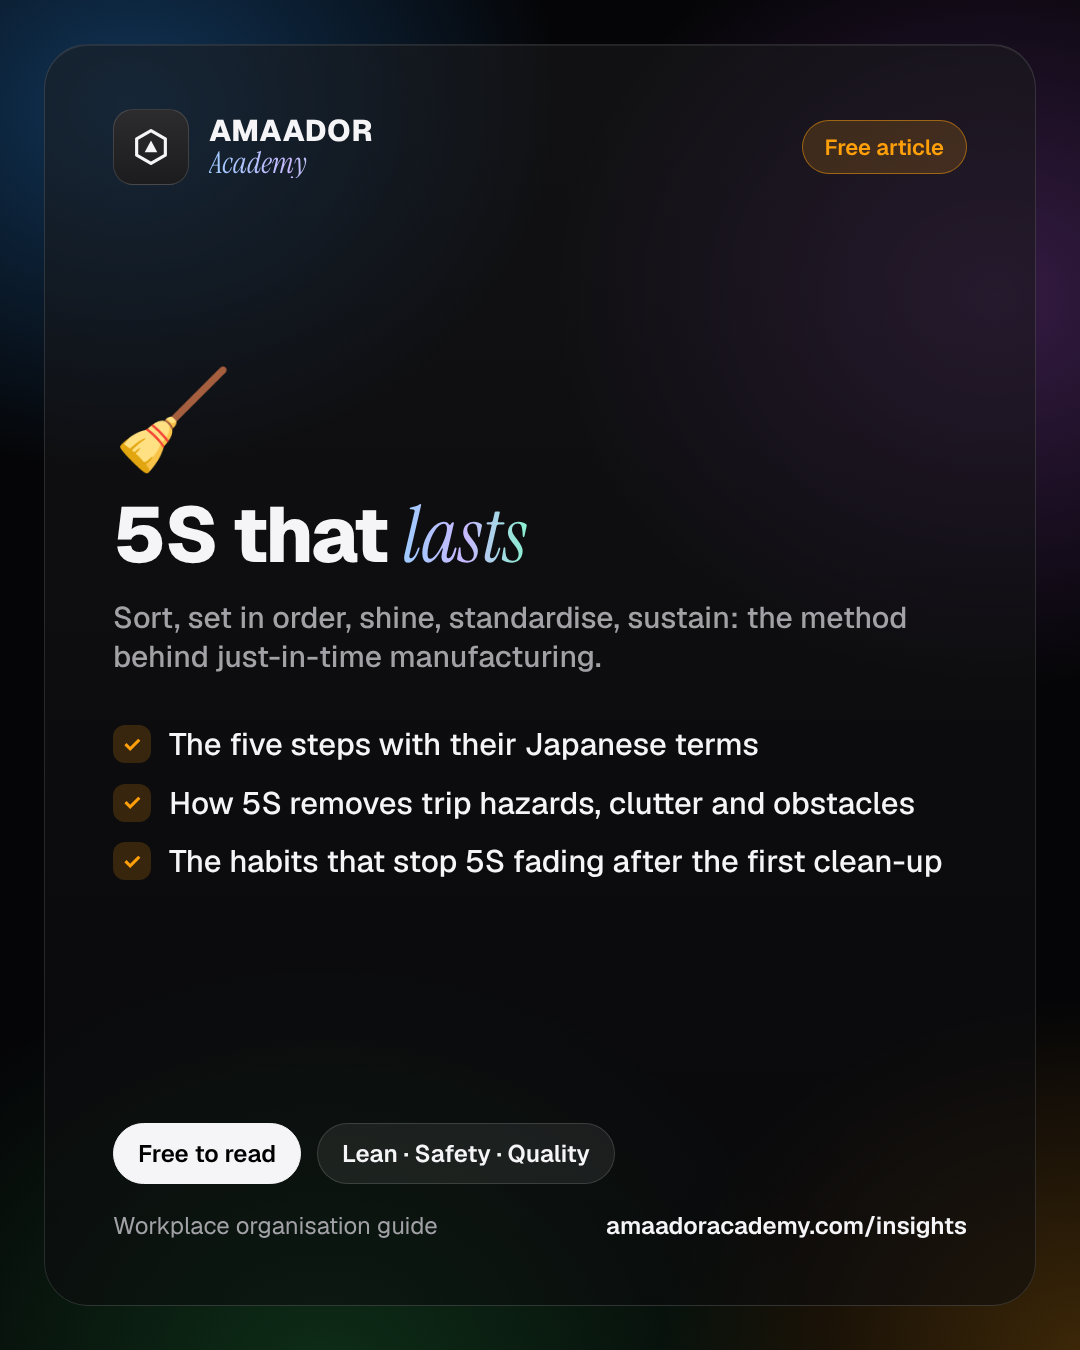 AMAADOR
Academy
Free article
5S that lasts
Sort, set in order, shine, standardise, sustain: the method
behind just-in-time manufacturing.
The five steps with their Japanese terms
How 5S removes trip hazards, clutter and obstacles
The habits that stop 5S fading after the first clean-up
Free to read
Lean · Safety · Quality
Workplace organisation guide
amaadoracademy.com/insights